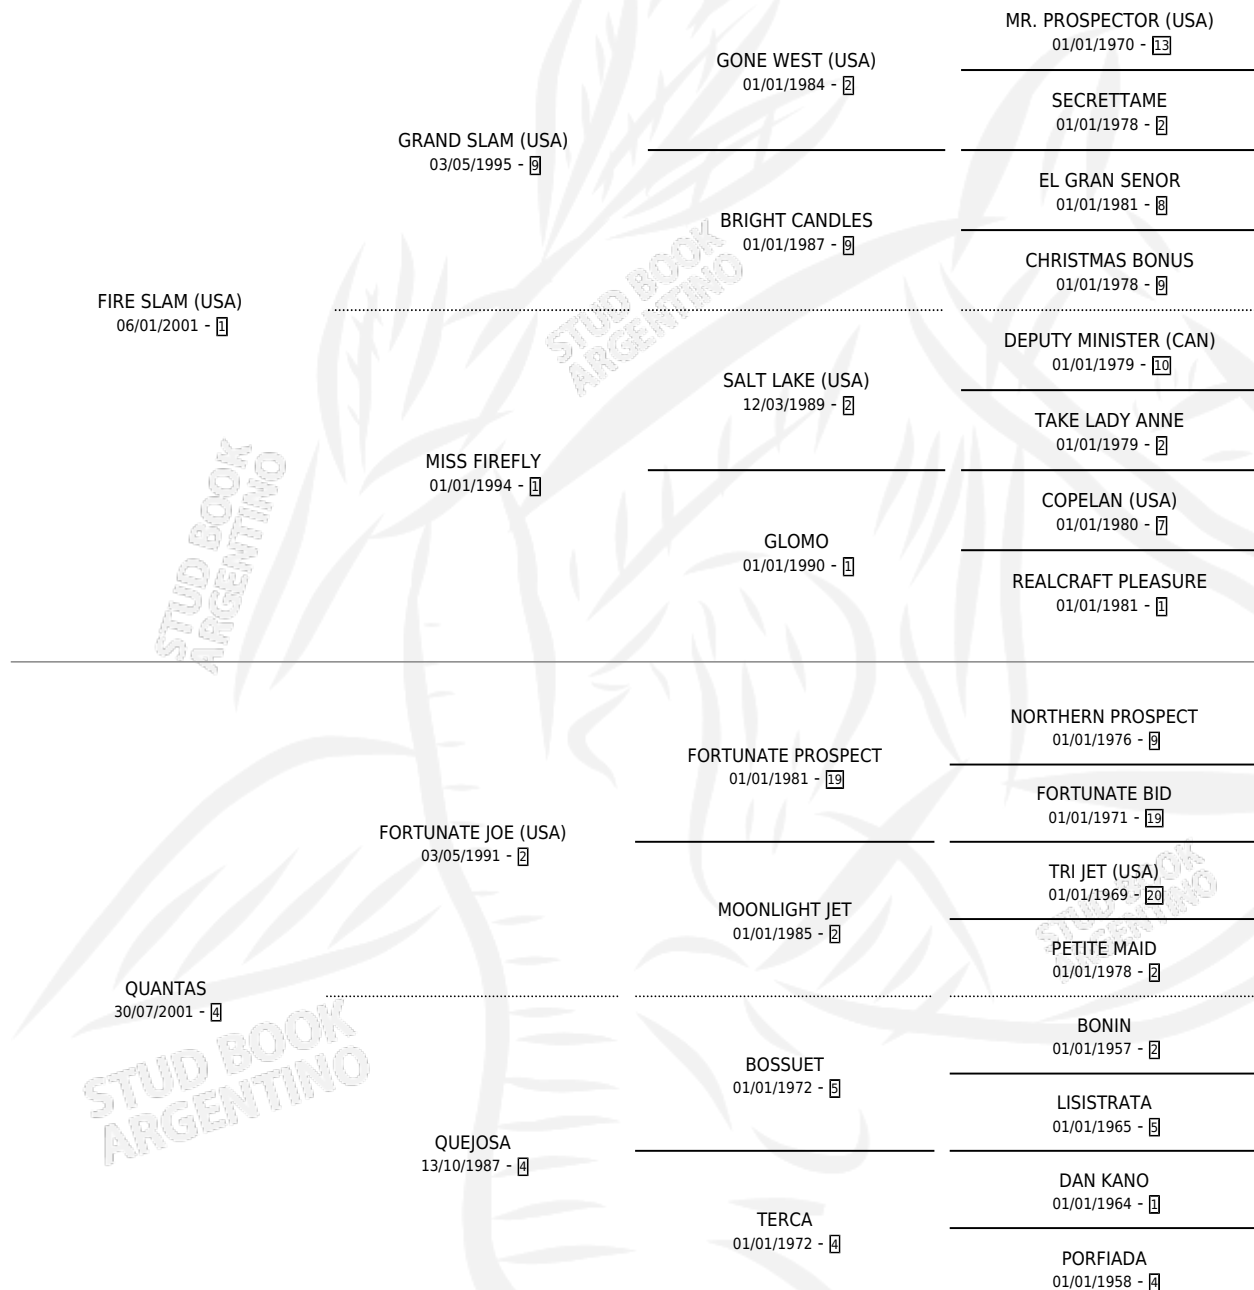 MR. PROSPECTOR (USA)
01/01/1970 - 13
GONE WEST (USA)
01/01/1984 - 2
SECRETTAME
01/01/1978 - 2
GRAND SLAM (USA)
03/05/1995 - 9
EL GRAN SENOR
01/01/1981 - 8
BRIGHT CANDLES
01/01/1987 - 9
CHRISTMAS BONUS
01/01/1978 - 9
FIRE SLAM (USA)
06/01/2001 - 1
DEPUTY MINISTER (CAN)
01/01/1979 - 10
SALT LAKE (USA)
12/03/1989 - 2
TAKE LADY ANNE
01/01/1979 - 2
MISS FIREFLY
01/01/1994 - 1
COPELAN (USA)
01/01/1980 - 7
GLOMO
01/01/1990 - 1
REALCRAFT PLEASURE
01/01/1981 - 1
NORTHERN PROSPECT
01/01/1976 - 9
FORTUNATE PROSPECT
01/01/1981 - 19
FORTUNATE BID
01/01/1971 - 19
FORTUNATE JOE (USA)
03/05/1991 - 2
TRI JET (USA)
01/01/1969 - 20
MOONLIGHT JET
01/01/1985 - 2
PETITE MAID
01/01/1978 - 2
QUANTAS
30/07/2001 - 4
BONIN
01/01/1957 - 2
BOSSUET
01/01/1972 - 5
LISISTRATA
01/01/1965 - 5
QUEJOSA
13/10/1987 - 4
DAN KANO
01/01/1964 - 1
TERCA
01/01/1972 - 4
PORFIADA
01/01/1958 - 4
STUD BOOK
ARGENTINO
STUD BOOK
ARGENTINO
STUD BOOK
ARGENTINO
STUD BOOK
ARGENTINO